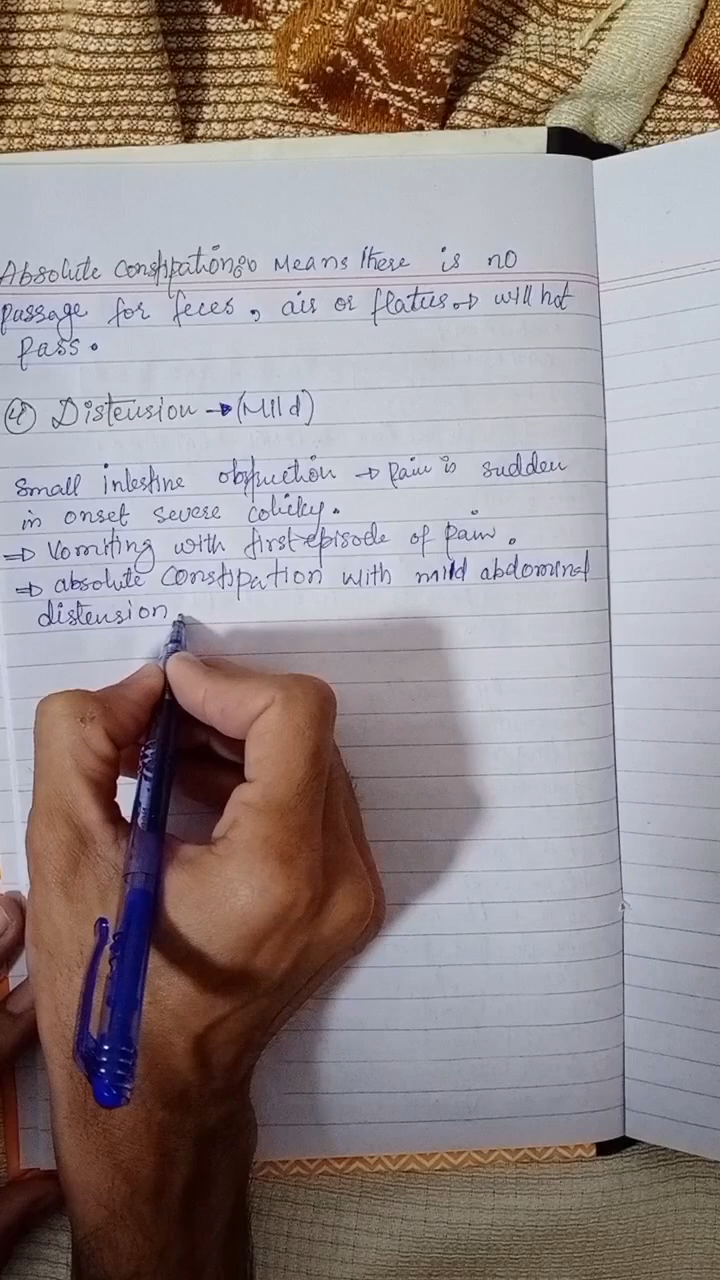 Absolute Constipation:o Means there is no
passage for feces, air or flatus → will not
pass.
④ Distension → (Mild)
Small intestine obstruction → Pain is sudden
in onset severe colicky.
⇒ Vomiting with first episode of pain.
⇒ absolute Constipation with mild abdominal
distension.